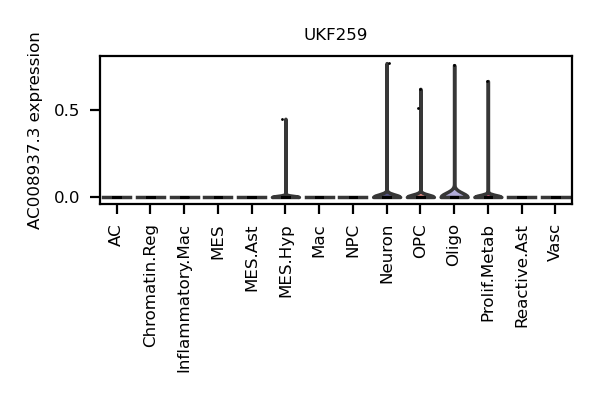 UKF259
AC008937.3 expression
0.5
0.0
AC
Chromatin.Reg
Inflammatory.Mac
MES
MES.Ast
MES.Hyp
Mac
NPC
Neuron
OPC
Oligo
Prolif.Metab
Reactive.Ast
Vasc